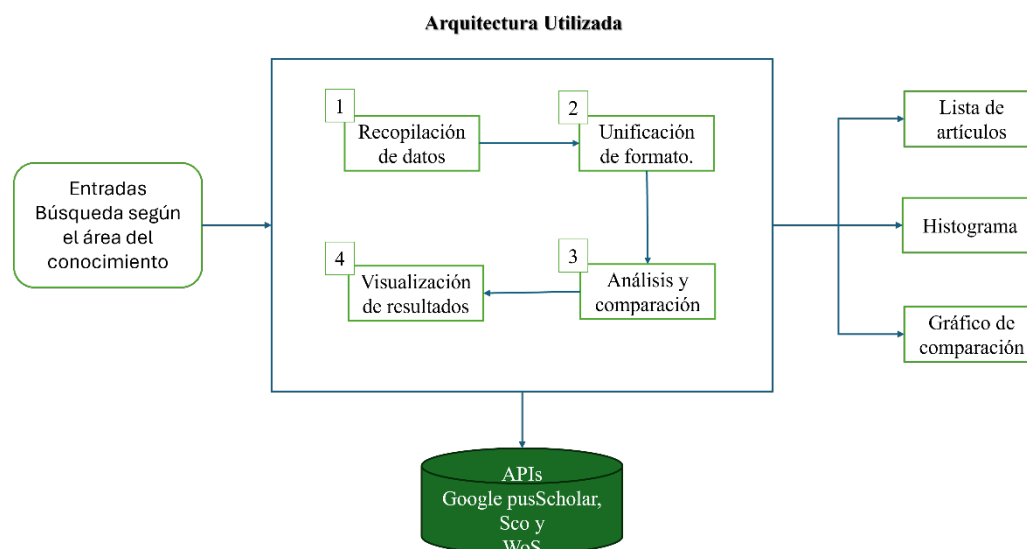 Arquitectura Utilizada
Entradas
Búsqueda según
el área del
conocimiento
1
Recopilación
de datos
2
Unificación
de formato.
3
Análisis y
comparación
4
Visualización
de resultados
Lista de
artículos
Histograma
Gráfico de
comparación
APIs
Google pusScholar,
Sco y
WoS